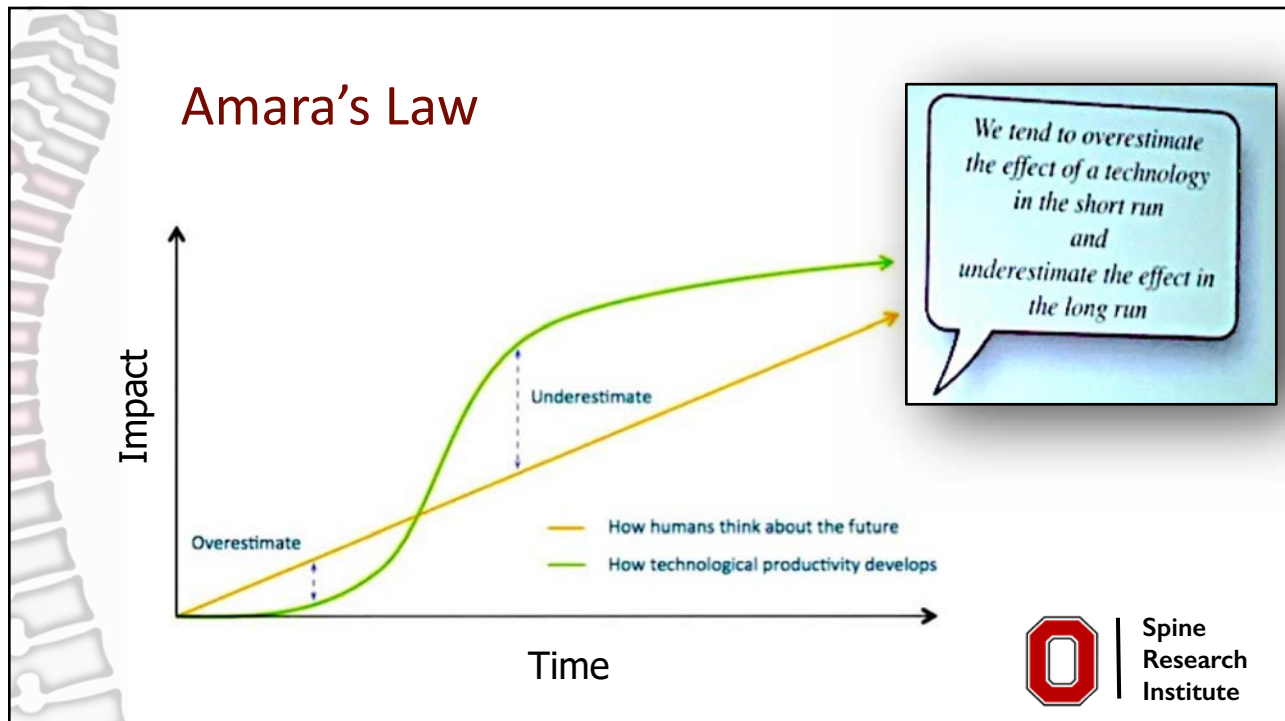 Amara's Law
We tend to overestimate
the effect of a technology
in the short run
and
underestimate the effect in
the long run
Impact
Underestimate
Overestimate
How humans think about the future
How technological productivity develops
Time
Spine
Research
Institute